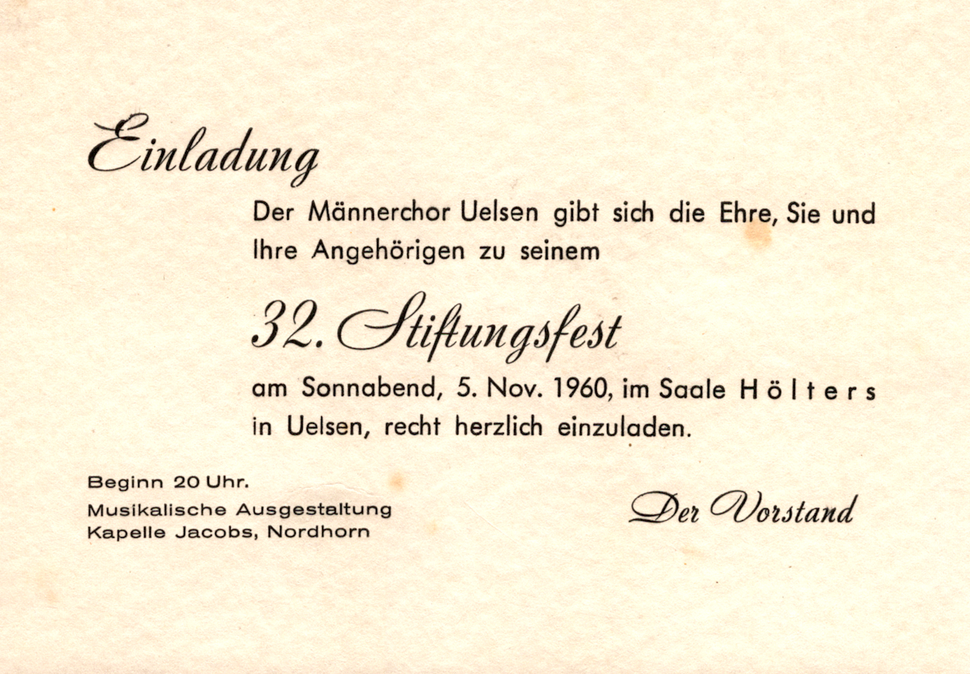 Einladung
Der Männerchor Uelsen gibt sich die Ehre, Sie und
Ihre Angehörigen zu seinem
32. Stiftungsfest
am Sonnabend, 5. Nov. 1960, im Saale Hölters
in Uelsen, recht herzlich einzuladen.
Beginn 20 Uhr.
Musikalische Ausgestaltung
Kapelle Jacobs, Nordhorn
Der Vorstand